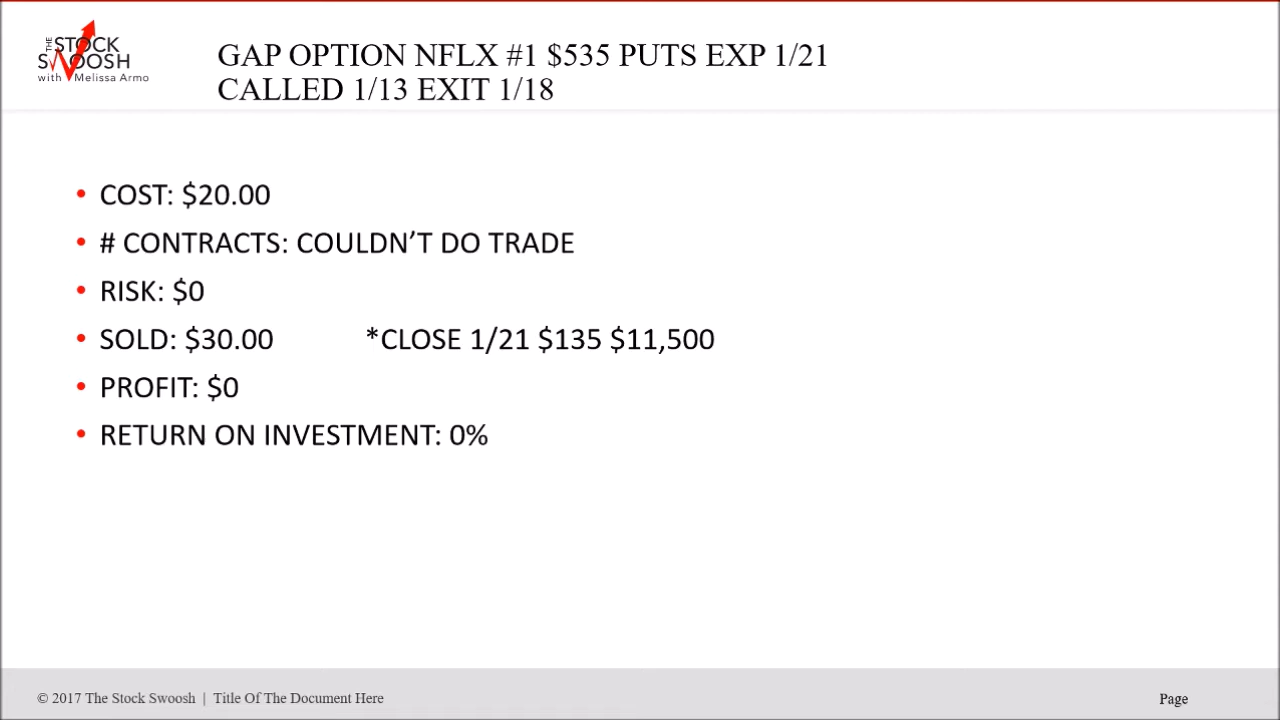 THE
STOCK
SWOOSH
with Melissa Armo
GAP OPTION NFLX #1 $535 PUTS EXP 1/21
CALLED 1/13 EXIT 1/18
• COST: $20.00
• # CONTRACTS: COULDN’T DO TRADE
• RISK: $0
• SOLD: $30.00 *CLOSE 1/21 $135 $11,500
• PROFIT: $0
• RETURN ON INVESTMENT: 0%
© 2017 The Stock Swoosh | Title Of The Document Here
Page